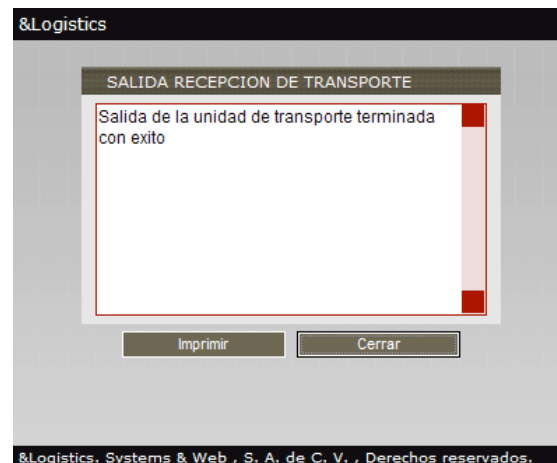 &Logistics
SALIDA RECEPCION DE TRANSPORTE
Salida de la unidad de transporte terminada
con exito
Imprimir
Cerrar
&Logistics. Systems & Web , S. A. de C. V. , Derechos reservados.